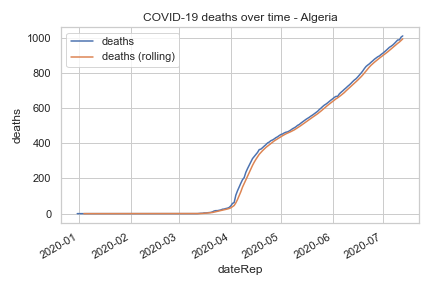 COVID-19 deaths over time - Algeria
deaths
deaths (rolling)
1000
800
600
400
200
0
deaths
2020-01
2020-02
2020-03
2020-04
2020-05
2020-06
2020-07
dateRep